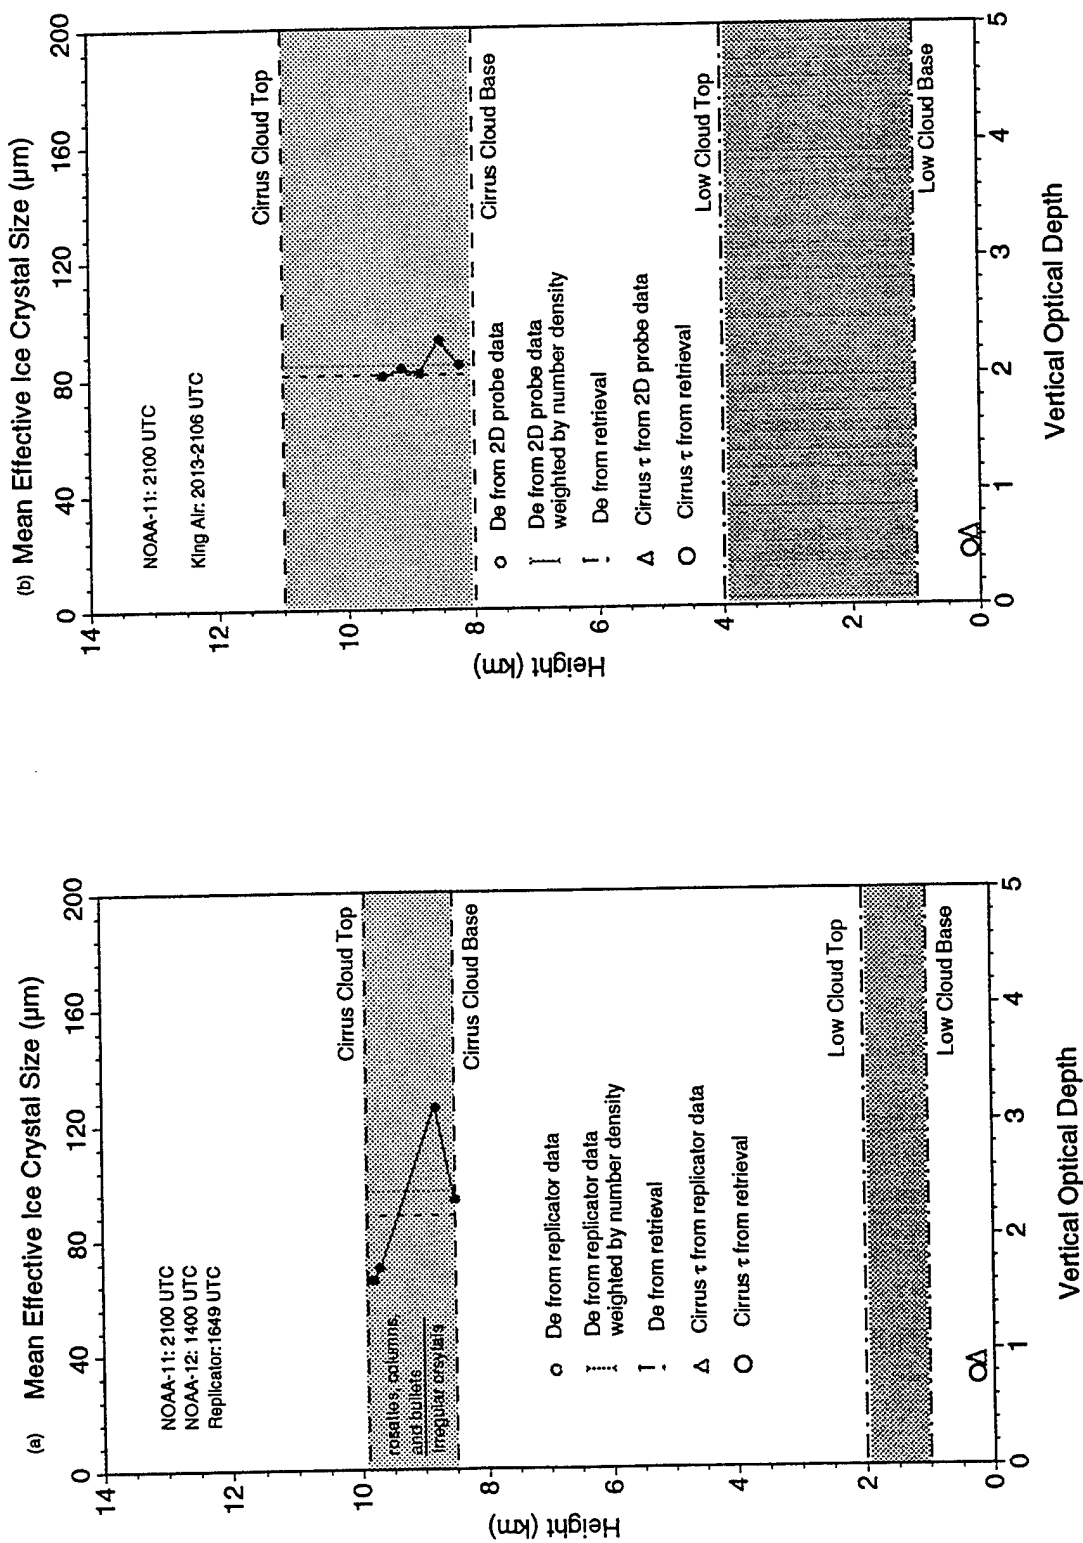 (a) Mean Effective Ice Crystal Size (μm)
0 40 80 120 160 200
NOAA-11: 2100 UTC
NOAA-12: 1400 UTC
Replicator:1649 UTC
Cirrus Cloud Top
rosattes, columns,
and bullets
irregular crsytals
Cirrus Cloud Base
De from replicator data
De from replicator data
weighted by number density
De from retrieval
Cirrus τ from replicator data
Cirrus τ from retrieval
Low Cloud Top
Low Cloud Base
14
12
10
8
6
4
2
0
Height (km)
0 1 2 3 4 5
Vertical Optical Depth
(b) Mean Effective Ice Crystal Size (μm)
0 40 80 120 160 200
NOAA-11: 2100 UTC
King Air: 2013-2106 UTC
Cirrus Cloud Top
Cirrus Cloud Base
De from 2D probe data
De from 2D probe data
weighted by number density
De from retrieval
Cirrus τ from 2D probe data
Cirrus τ from retrieval
Low Cloud Top
Low Cloud Base
14
12
10
8
6
4
2
0
Height (km)
0 1 2 3 4 5
Vertical Optical Depth